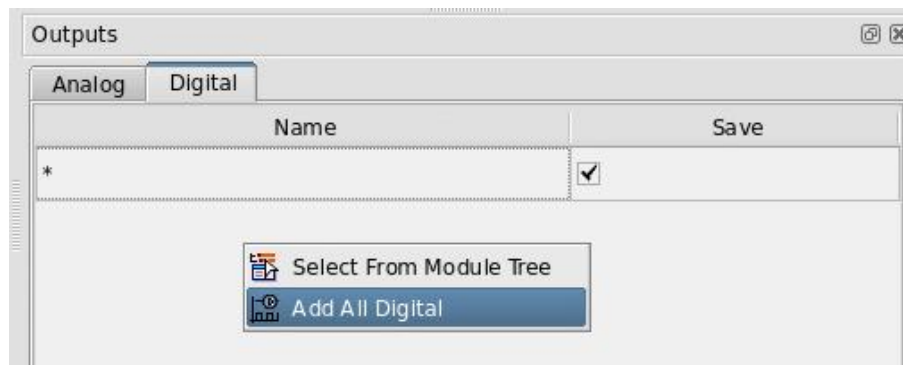 Outputs
Analog Digital
Name Save
*
Select From Module Tree
Add All Digital